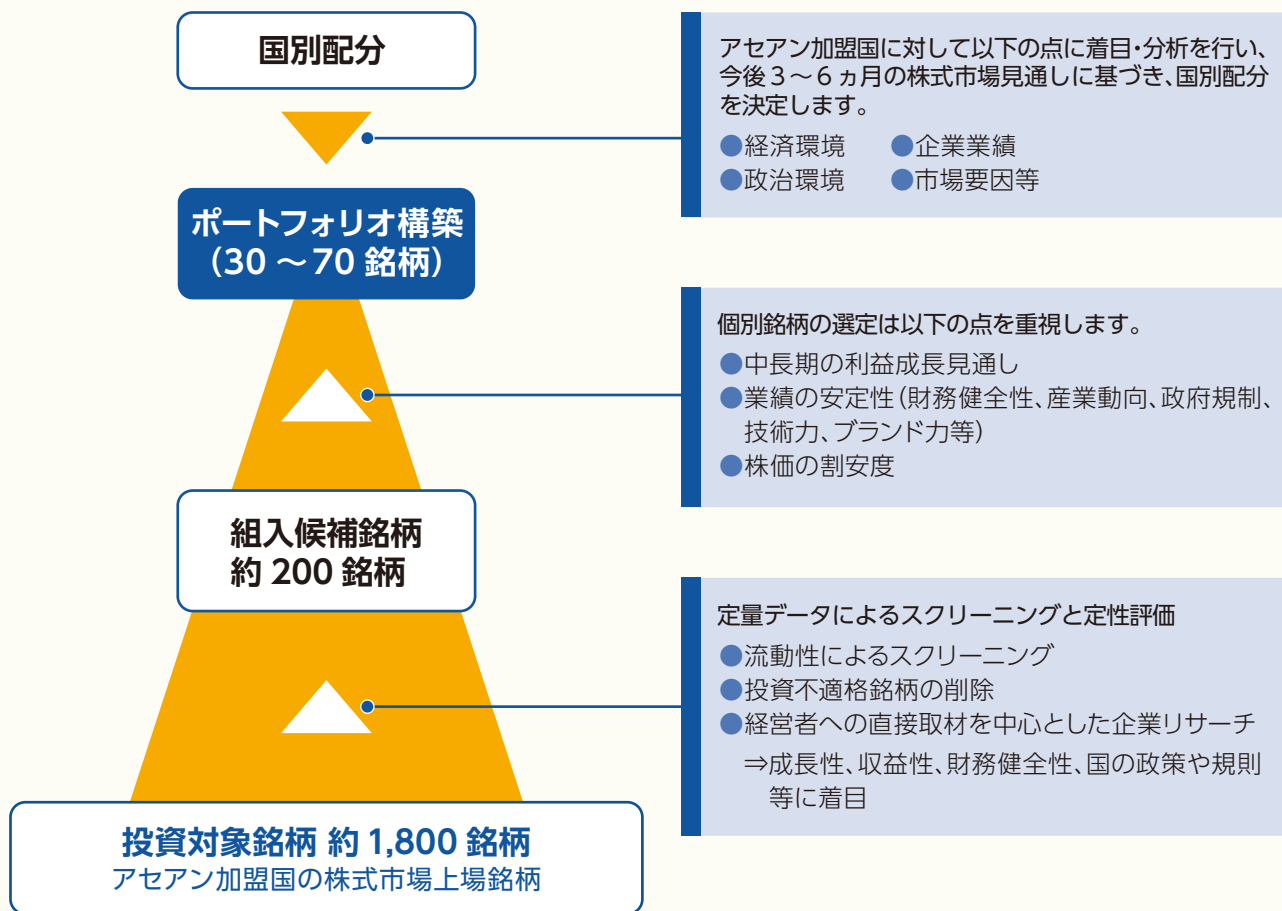 国別配分
アセアン加盟国に対して以下の点に着目・分析を行い、
今後3～6ヵ月の株式市場見通しに基づき、国別配分
を決定します。
●経済環境 ●企業業績
●政治環境 ●市場要因等
ポートフォリオ構築
(30～70銘柄)
個別銘柄の選定は以下の点を重視します。
●中長期の利益成長見通し
●業績の安定性(財務健全性、産業動向、政府規制、
技術力、ブランド力等)
●株価の割安度
組入候補銘柄
約200銘柄
定量データによるスクリーニングと定性評価
●流動性によるスクリーニング
●投資不適格銘柄の削除
●経営者への直接取材を中心とした企業リサーチ
⇒成長性、収益性、財務健全性、国の政策や規則
等に着目
投資対象銘柄 約1,800銘柄
アセアン加盟国の株式市場上場銘柄